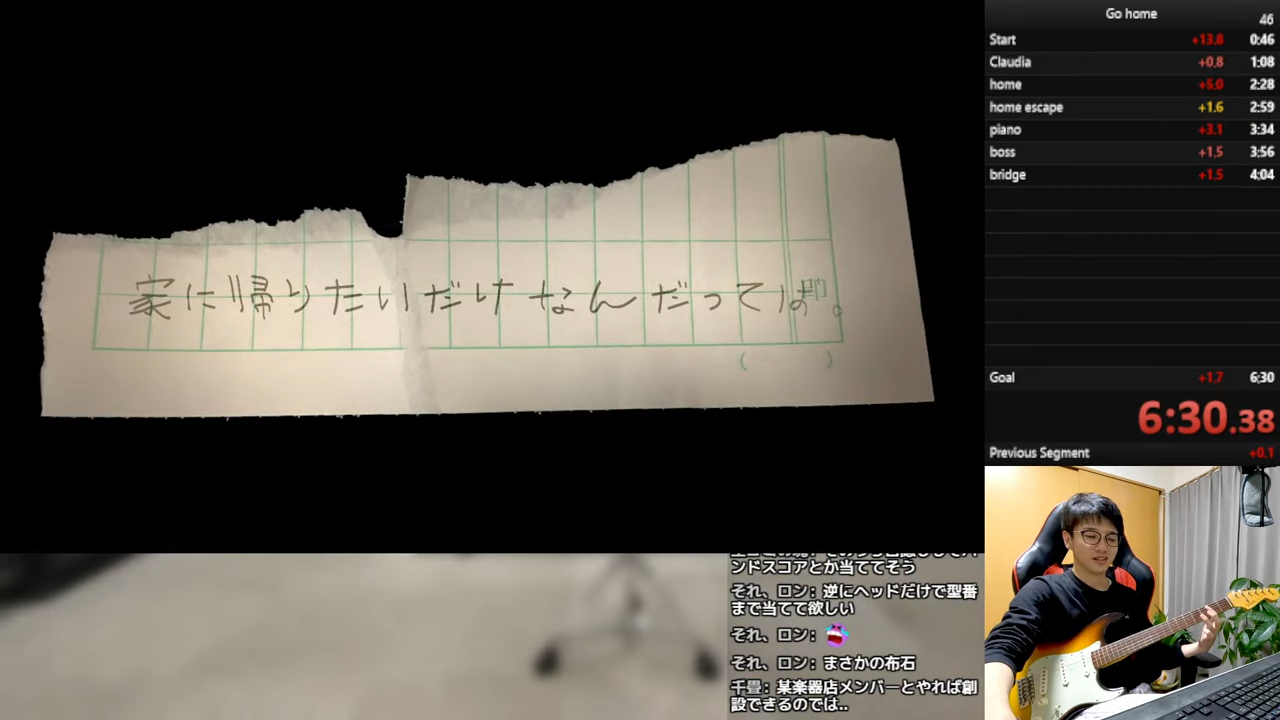 家に帰りたいだけなんだってば。
( )
Go home
46
Start +13.8 0:46
Claudia +0.8 1:08
home +5.0 2:28
home escape +1.6 2:59
piano +3.1 3:34
boss +1.5 3:56
bridge +1.5 4:04
Goal +1.7 6:30
6:30.38
Previous Segment +0.1
ンドスコアとか当ててそう
それ、ロン: 逆にヘッドだけで型番
まで当てて欲しい
それ、ロン:
それ、ロン: まさかの布石
千畳: 某楽器店メンバーとやれば創
設できるのでは..